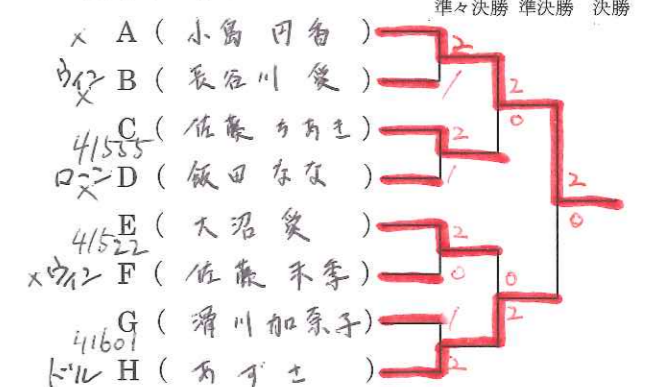 準々決勝 準決勝 決勝
× A ( 小島 円香 ) 2
ウイン × B ( 長谷川 愛 ) 1
2 0
41555 C ( 佐藤 ちあき ) 2
ローン × D ( 飯田 なな ) 1
2 0
41522 E ( 大沼 愛 ) 2
× ウイン F ( 佐藤 未季 ) 0
0 2
41601 G ( 滑川 加奈子 ) 1
ドル H ( あずさ ) 2